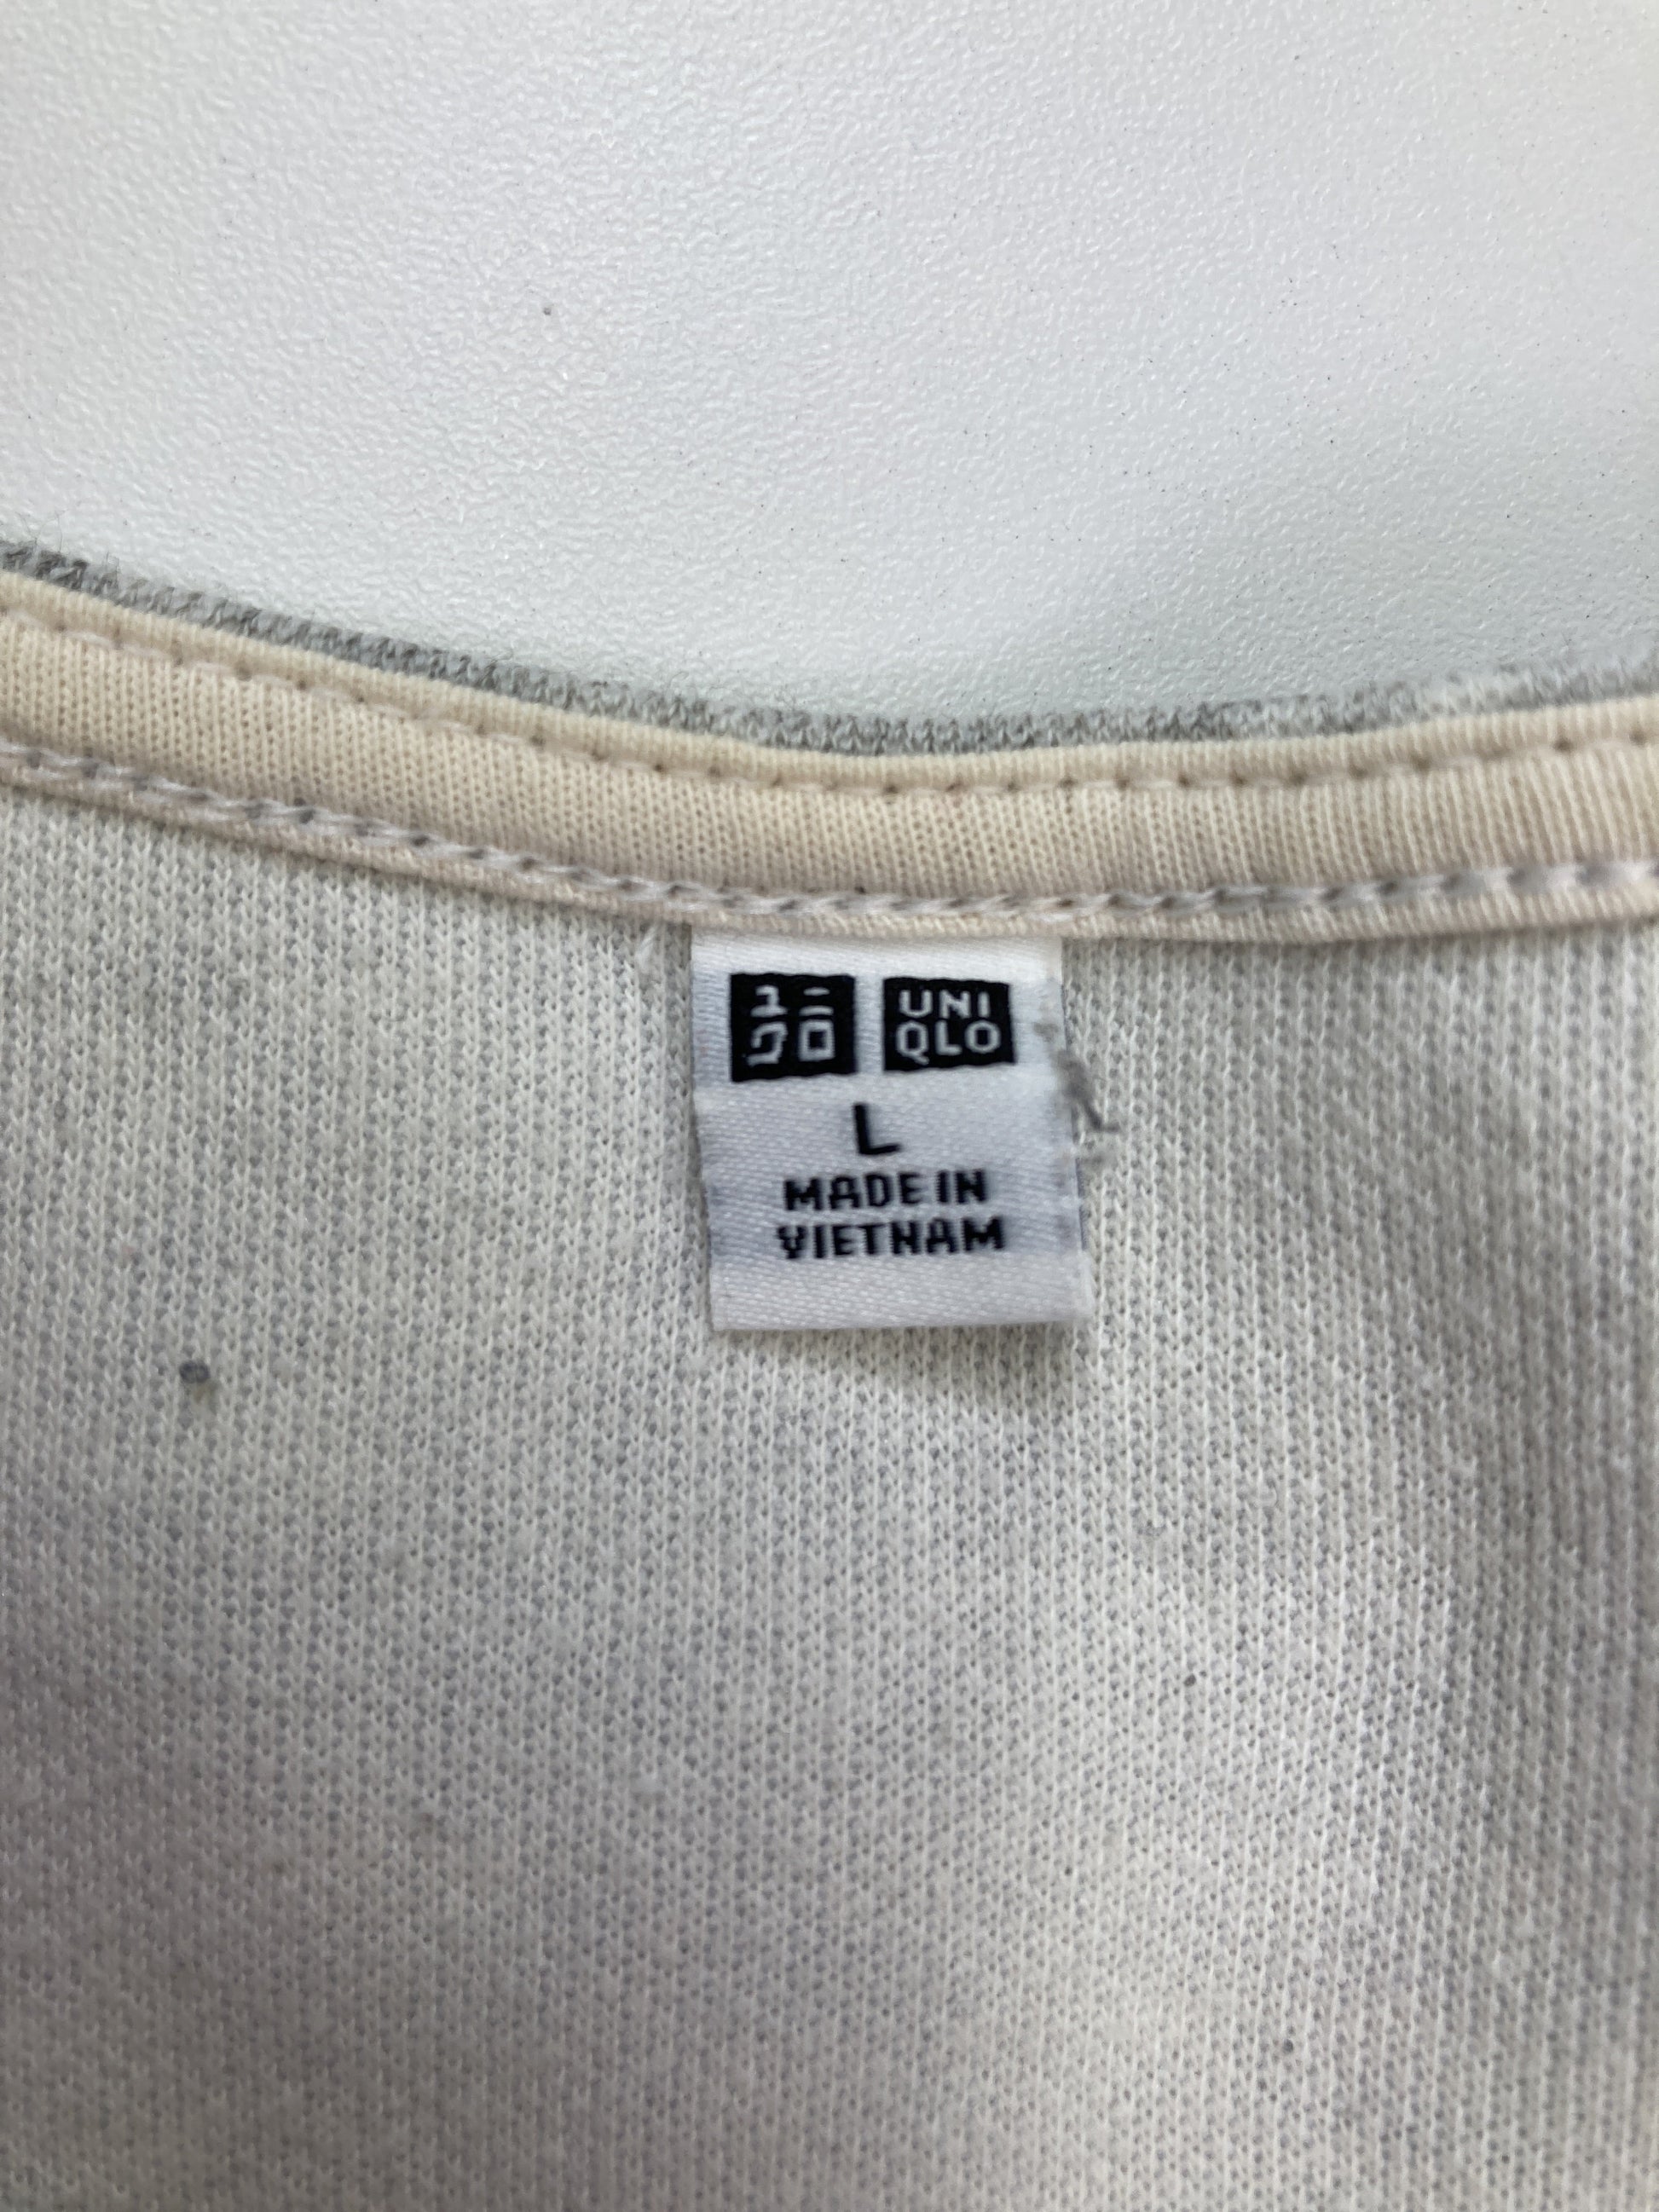 ユニ UNI
クロ QLO
L
MADE IN
VIETNAM